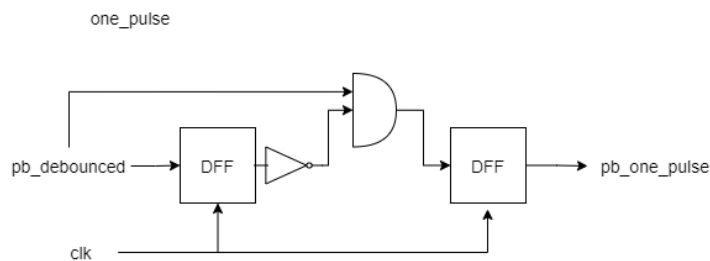 one_pulse
pb_debounced
DFF
DFF
pb_one_pulse
clk